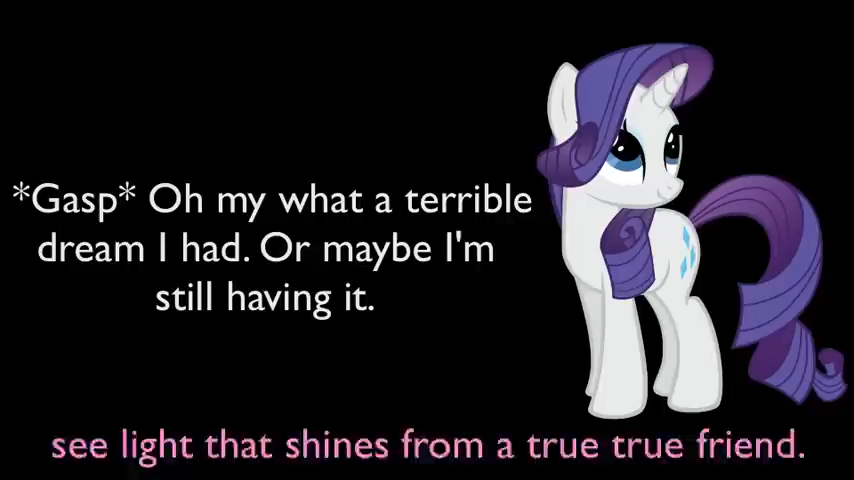 *Gasp* Oh my what a terrible
dream I had. Or maybe I'm
still having it.
see light that shines from a true true friend.